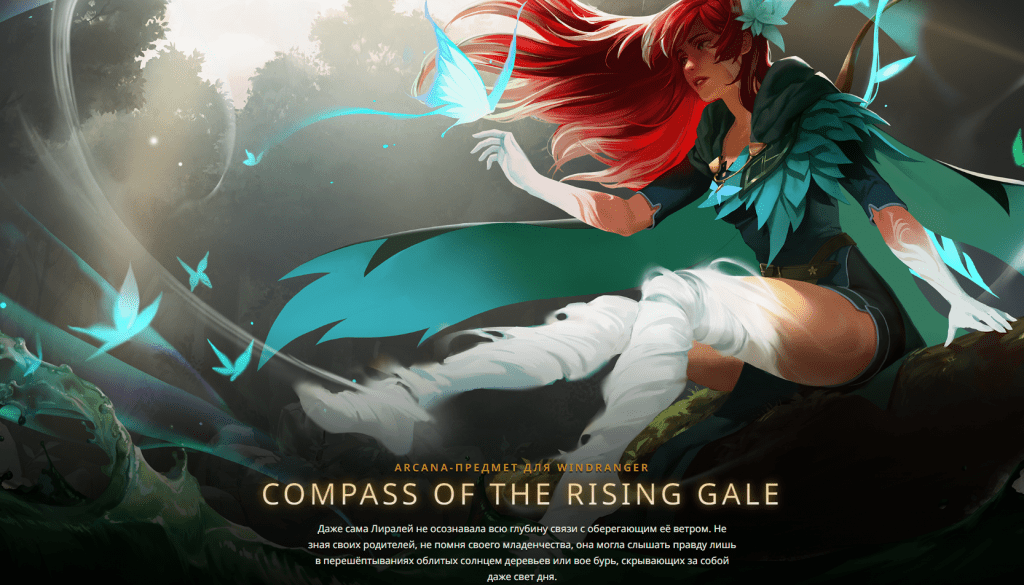 ARCANA-ПРЕДМЕТ ДЛЯ WINDRANGER
COMPASS OF THE RISING GALE
Даже сама Лиралей не осознавала всю глубину связи с оберегающим её ветром. Не
зная своих родителей, не помня своего младенчества, она могла слышать правду лишь
в перешёптываниях облитых солнцем деревьев или вое бурь, скрывающих за собой
даже свет дня.